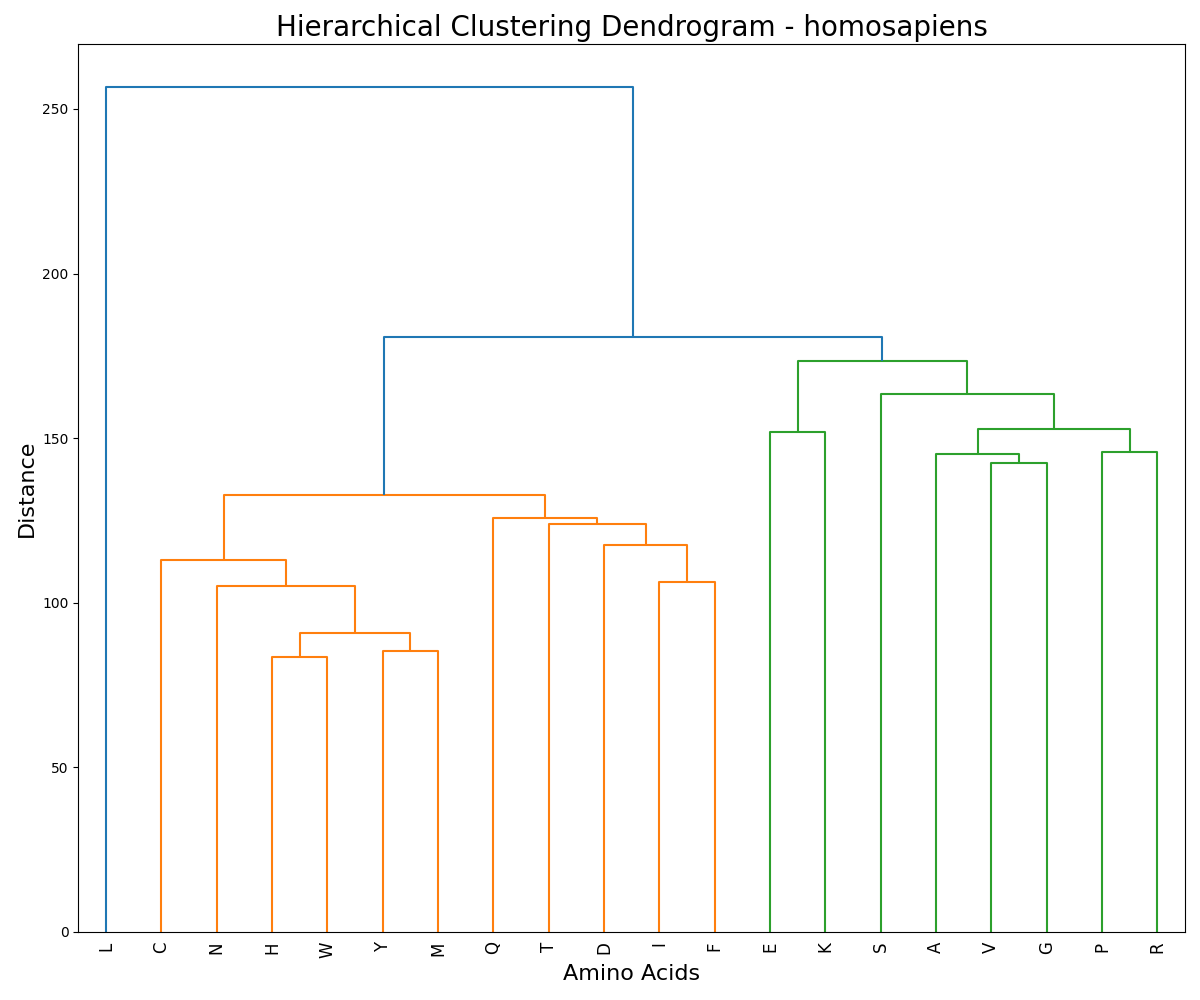 Hierarchical Clustering Dendrogram - homosapiens
250
200
150
100
50
0
Distance
L C N H W Y M Q T D I F E K S A V G P R
Amino Acids